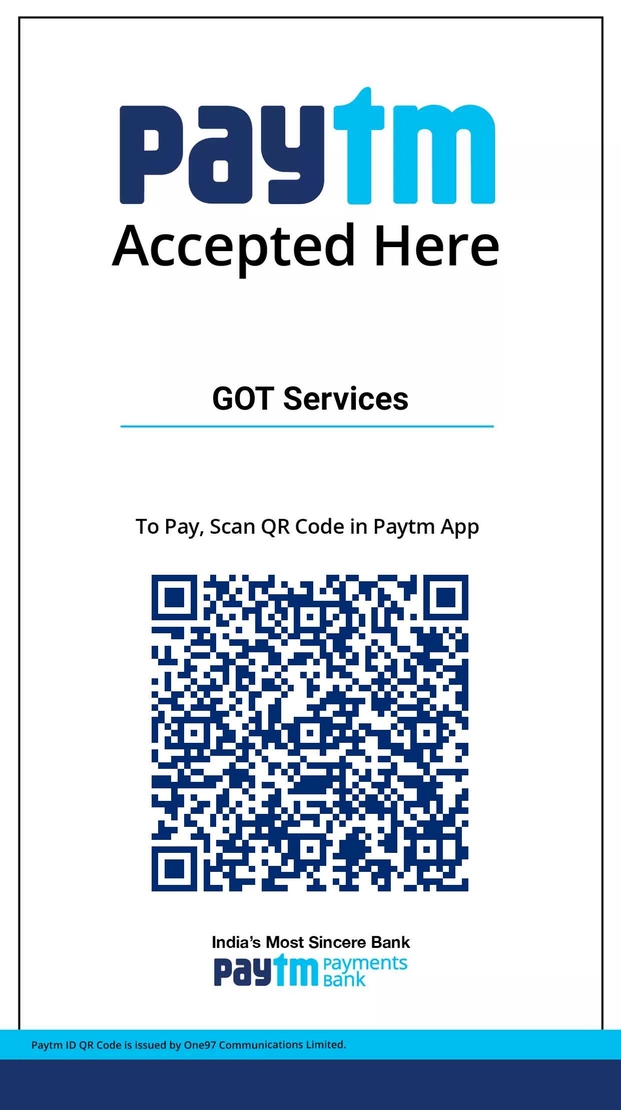 paytm
Accepted Here
GOT Services
To Pay, Scan QR Code in Paytm App
India's Most Sincere Bank
paytm Payments Bank
Paytm ID QR Code is issued by One97 Communications Limited.